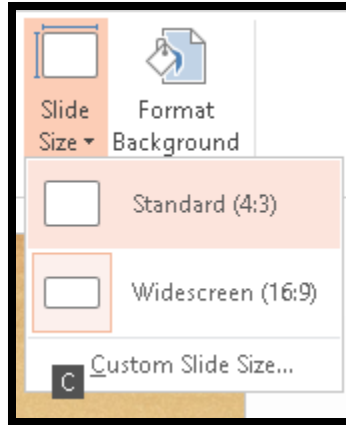 Slide Format
Size Background
Standard (4:3)
Widescreen (16:9)
Custom Slide Size...
C